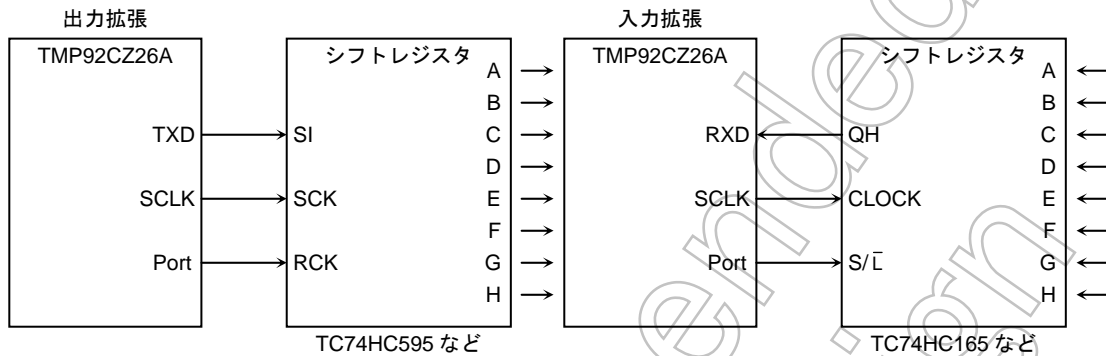 出力拡張
TMP92CZ26A
TXD
SCLK
Port
シフトレジスタ
SI
SCK
RCK
A
B
C
D
E
F
G
H
TC74HC595 など
入力拡張
TMP92CZ26A
RXD
SCLK
Port
シフトレジスタ
QH
CLOCK
S/L̅
A
B
C
D
E
F
G
H
TC74HC165 など